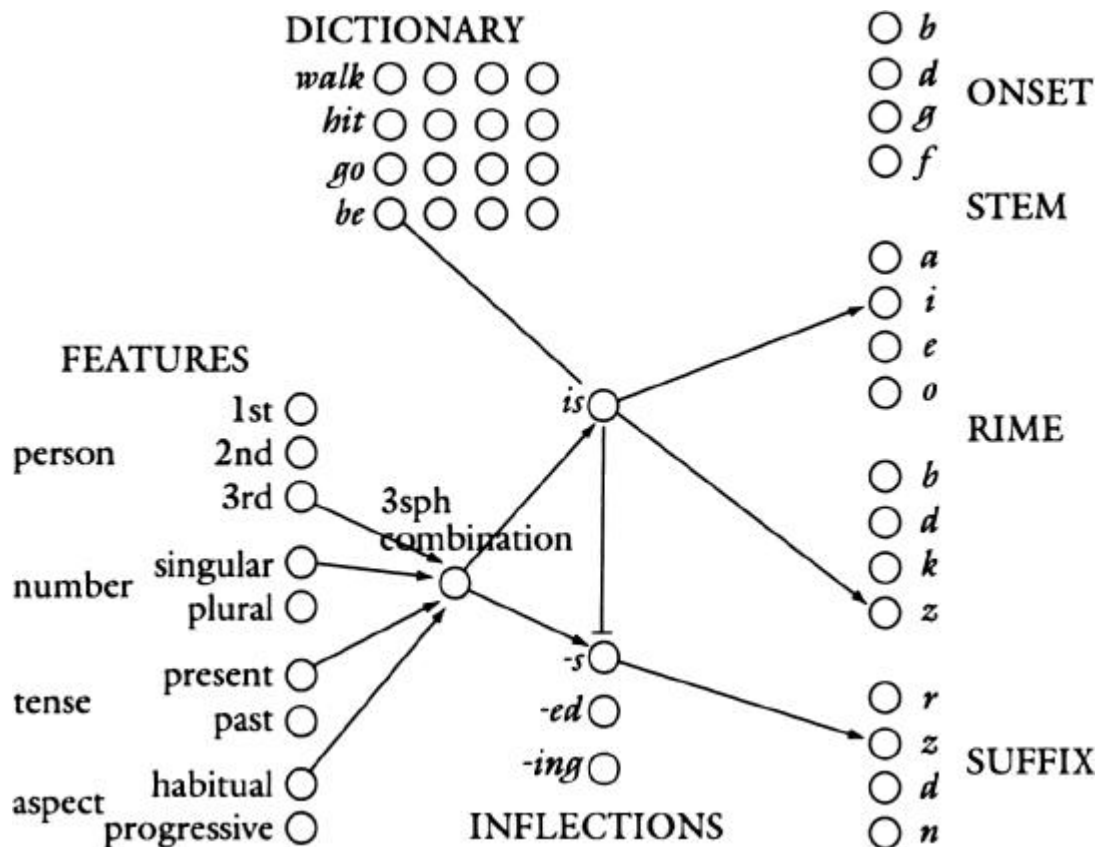 DICTIONARY
walk
hit
go
be
FEATURES
person
1st
2nd
3rd
number
singular
plural
tense
present
past
aspect
habitual
progressive
3sph
combination
is
-s
-ed
-ing
INFLECTIONS
b
d
g
f
ONSET
STEM
a
i
e
o
RIME
b
d
k
z
r
z
d
n
SUFFIX